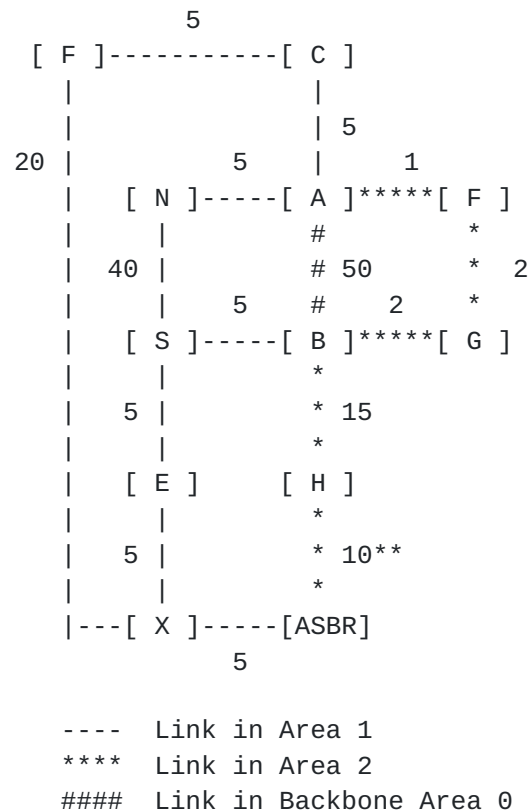 5
 [ F ]-----------[ C ]
   |               |
   |               | 5
20 |         5     |     1
   |   [ N ]-----[ A ]*****[ F ]
   |     |         #         *
   |  40 |         # 50      *  2
   |     |   5     #    2    *
   |   [ S ]-----[ B ]*****[ G ]
   |     |         *
   |   5 |         * 15
   |     |         *
   |   [ E ]     [ H ]
   |     |         *
   |   5 |         * 10**
   |     |         *
   |---[ X ]-----[ASBR]
             5
   ----  Link in Area 1
   ****  Link in Area 2
   ####  Link in Backbone Area 0